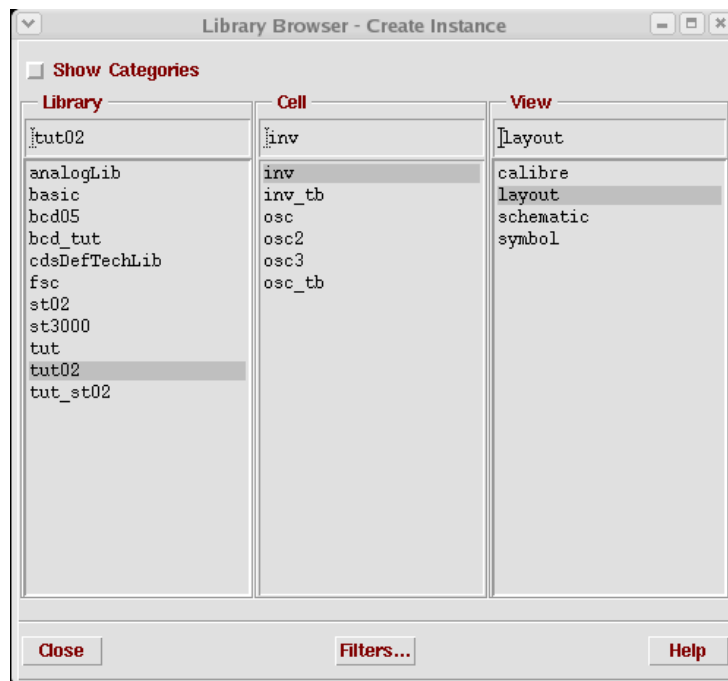 Library Browser - Create Instance
Show Categories
Library
tut02
analogLib
basic
bcd05
bcd_tut
cdsDefTechLib
fsc
st02
st3000
tut
tut02
tut_st02
Cell
inv
inv
inv_tb
osc
osc2
osc3
osc_tb
View
layout
calibre
layout
schematic
symbol
Close
Filters...
Help